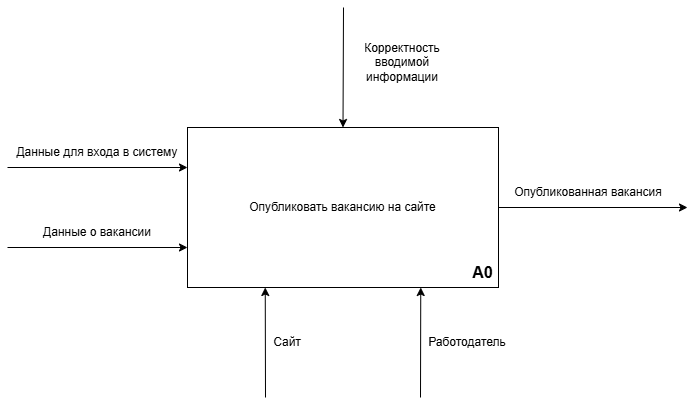 Корректность
вводимой
информации
Данные для входа в систему
Опубликовать вакансию на сайте
Опубликованная вакансия
Данные о вакансии
A0
Сайт
Работодатель